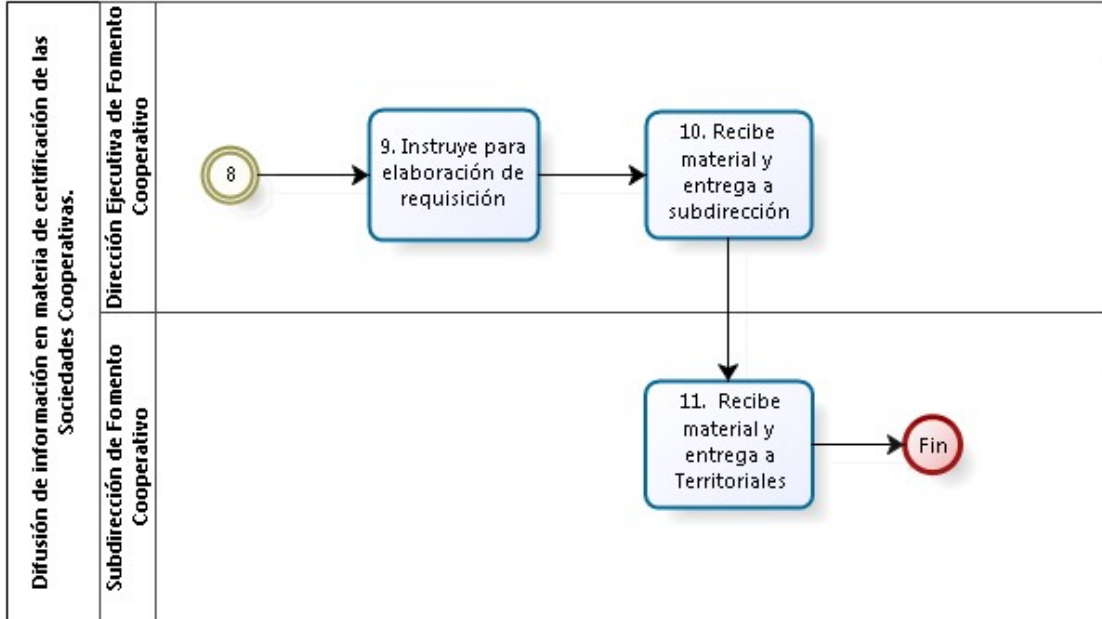 Difusión de información en materia de certificación de las
Sociedades Cooperativas.
Dirección Ejecutiva de Fomento
Cooperativo
8
9. Instruye para
elaboración de
requisición
10. Recibe
material y
entrega a
subdirección
Subdirección de Fomento
Cooperativo
11. Recibe
material y
entrega a
Territoriales
Fin